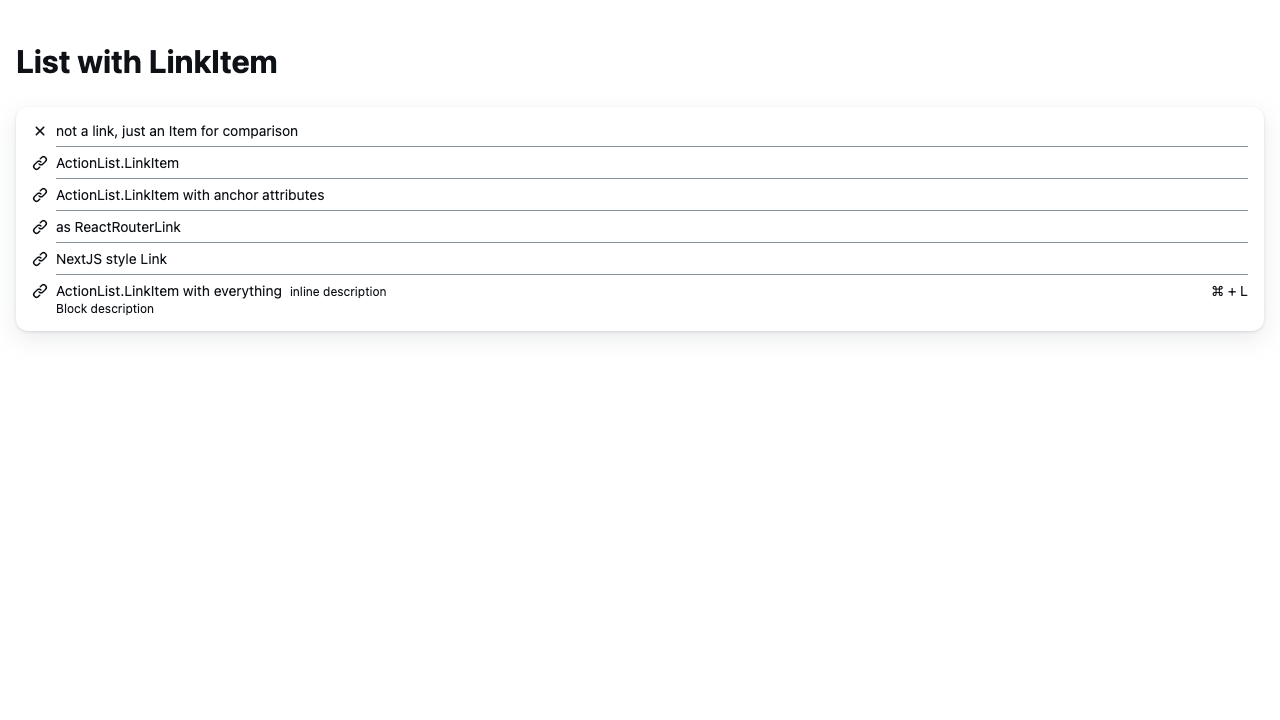 List with LinkItem
not a link, just an Item for comparison
ActionList.LinkItem
ActionList.LinkItem with anchor attributes
as ReactRouterLink
NextJS style Link
ActionList.LinkItem with everything inline description ⌘ + L
Block description